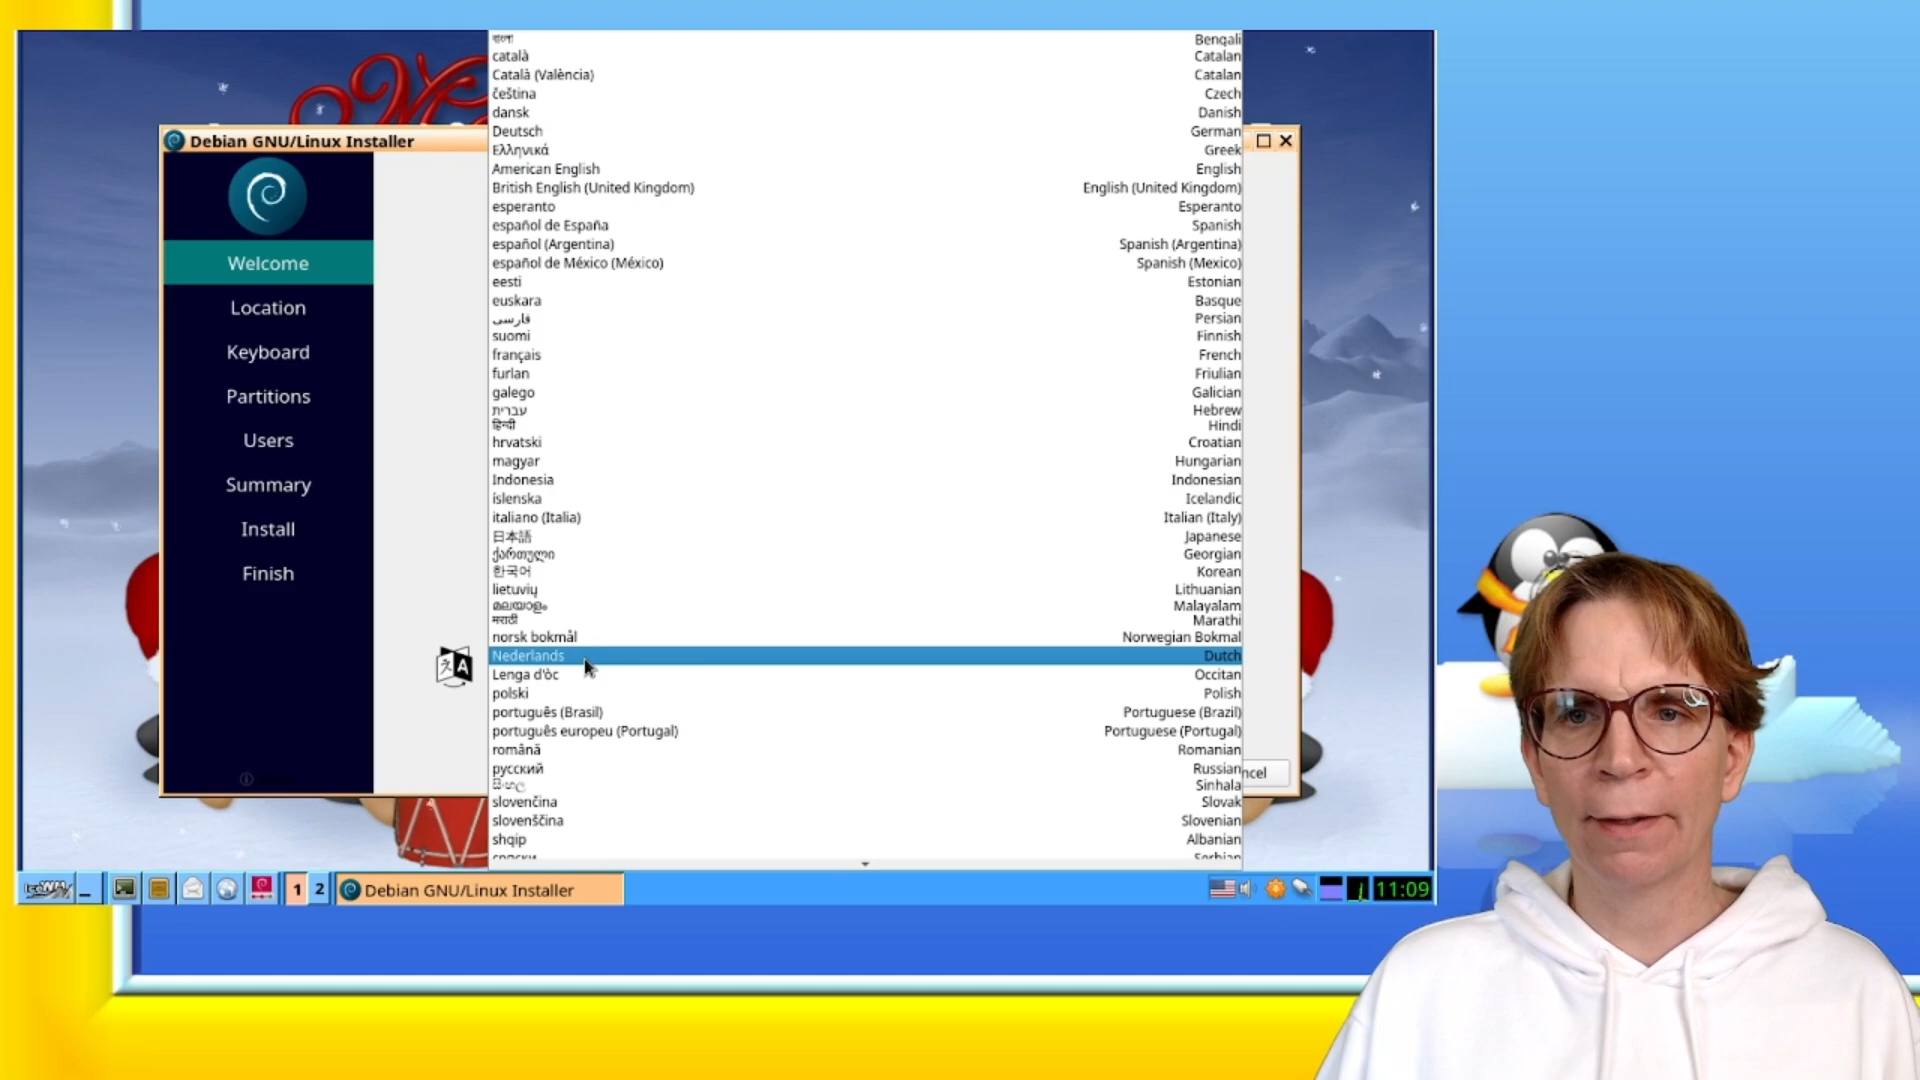 বাংলা Bengali
català Catalan
Català (València) Catalan
čeština Czech
dansk Danish
Deutsch German
Ελληνικά Greek
American English English
British English (United Kingdom) English (United Kingdom)
esperanto Esperanto
español de España Spanish
español (Argentina) Spanish (Argentina)
español de México (México) Spanish (Mexico)
eesti Estonian
euskara Basque
فارسی Persian
suomi Finnish
français French
furlan Friulian
galego Galician
עברית Hebrew
हिन्दी Hindi
hrvatski Croatian
magyar Hungarian
Indonesia Indonesian
íslenska Icelandic
italiano (Italia) Italian (Italy)
日本語 Japanese
ქართული Georgian
한국어 Korean
lietuvių Lithuanian
മലയാളം Malayalam
मराठी Marathi
norsk bokmål Norwegian Bokmal
Nederlands Dutch
Lenga d'òc Occitan
polski Polish
português (Brasil) Portuguese (Brazil)
português europeu (Portugal) Portuguese (Portugal)
română Romanian
русский Russian
Sinhala
slovenčina Slovak
slovenščina Slovenian
shqip Albanian
српски Serbian
Debian GNU/Linux Installer
Welcome
Location
Keyboard
Partitions
Users
Summary
Install
Finish
ncel
IceWM
1 2 Debian GNU/Linux Installer 11:09